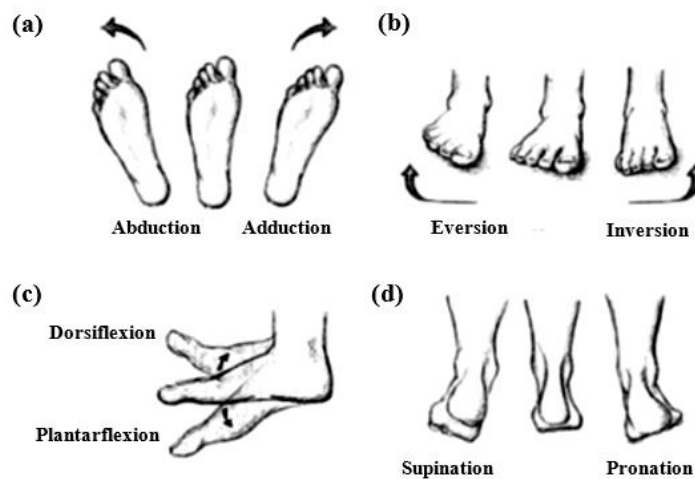 (a)
Abduction Adduction
(b)
Eversion Inversion
(c)
Dorsiflexion
Plantarflexion
(d)
Supination Pronation